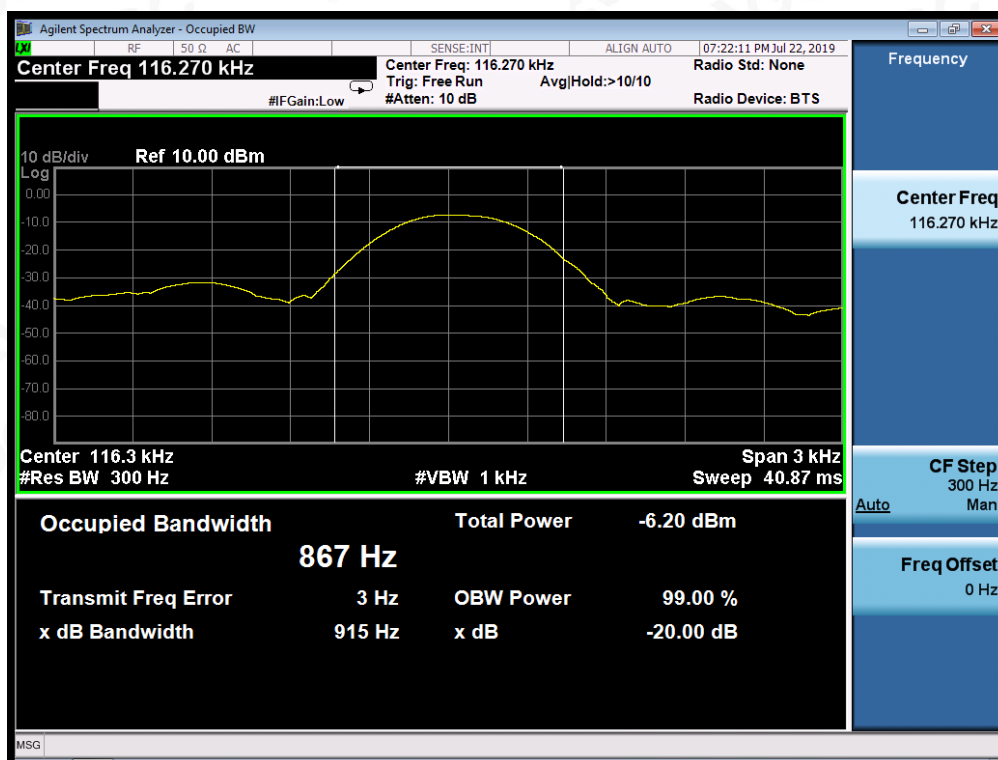 Agilent Spectrum Analyzer - Occupied BW
LXI RF 50 Ω AC SENSE:INT ALIGN AUTO 07:22:11 PM Jul 22, 2019
Center Freq 116.270 kHz
Center Freq: 116.270 kHz
Radio Std: None
Trig: Free Run Avg|Hold:>10/10
#IFGain:Low #Atten: 10 dB Radio Device: BTS
10 dB/div Ref 10.00 dBm
Log
0.00
-10.0
-20.0
-30.0
-40.0
-50.0
-60.0
-70.0
-80.0
Center 116.3 kHz Span 3 kHz
#Res BW 300 Hz #VBW 1 kHz Sweep 40.87 ms
Occupied Bandwidth Total Power -6.20 dBm
867 Hz
Transmit Freq Error 3 Hz OBW Power 99.00 %
x dB Bandwidth 915 Hz x dB -20.00 dB
MSG
Frequency
Center Freq
116.270 kHz
CF Step
300 Hz
Auto Man
Freq Offset
0 Hz